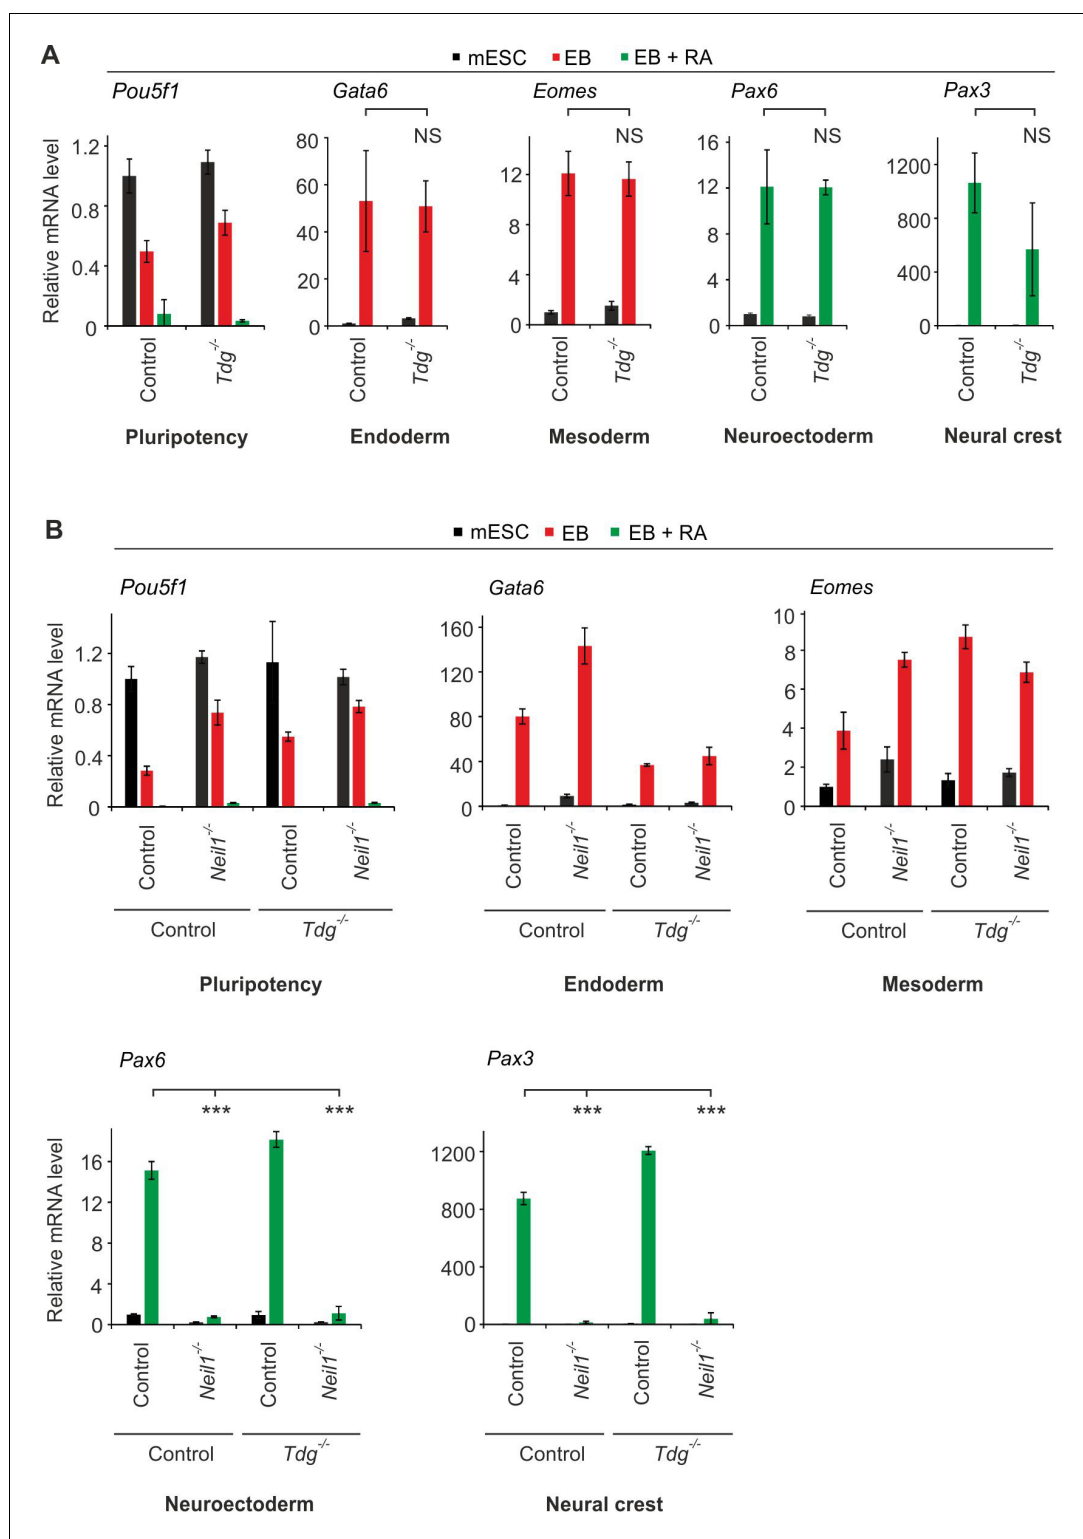 A
mESC EB EB + RA
Pou5f1 Gata6 Eomes Pax6 Pax3
NS NS NS NS
Relative mRNA level
1.2 0.8 0.4 0
80 60 40 20 0
12 8 4 0
16 12 8 4 0
1200 800 400 0
Control Tdg-/- Control Tdg-/- Control Tdg-/- Control Tdg-/- Control Tdg-/-
Pluripotency Endoderm Mesoderm Neuroectoderm Neural crest
B
mESC EB EB + RA
Pou5f1 Gata6 Eomes
Relative mRNA level
1.2 0.8 0.4 0
160 120 80 40 0
10 8 6 4 2 0
Control Neil1-/- Control Neil1-/- Control Neil1-/- Control Neil1-/- Control Neil1-/- Control Neil1-/-
Control Tdg-/- Control Tdg-/- Control Tdg-/-
Pluripotency Endoderm Mesoderm
Pax6 Pax3
*** *** *** ***
Relative mRNA level
16 12 8 4 0
1200 800 400 0
Control Neil1-/- Control Neil1-/- Control Neil1-/- Control Neil1-/-
Control Tdg-/- Control Tdg-/-
Neuroectoderm Neural crest